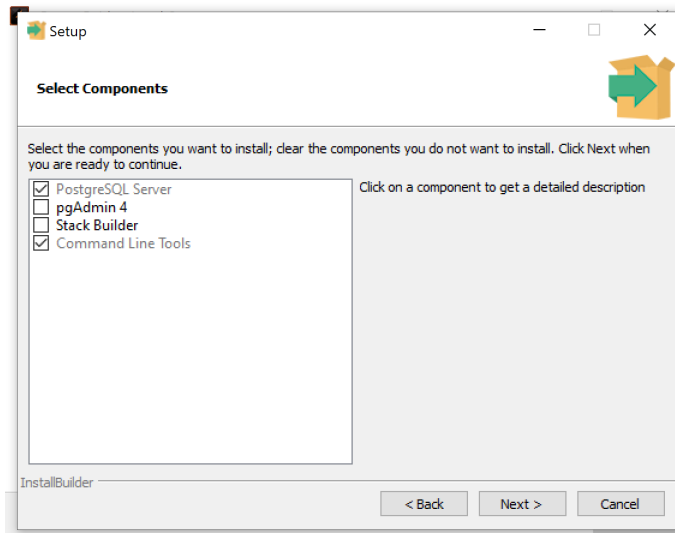 Setup
Select Components
Select the components you want to install; clear the components you do not want to install. Click Next when
you are ready to continue.
PostgreSQL Server
pgAdmin 4
Stack Builder
Command Line Tools
Click on a component to get a detailed description
InstallBuilder
< Back
Next >
Cancel